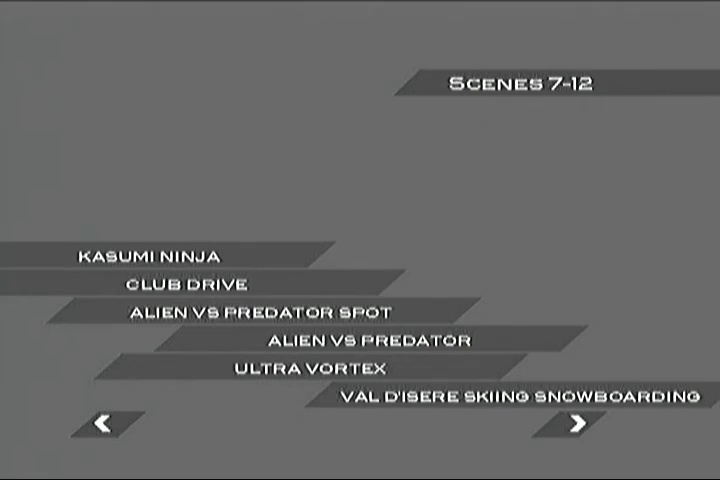 SCENES 7-12
KASUMI NINJA
CLUB DRIVE
ALIEN VS PREDATOR SPOT
ALIEN VS PREDATOR
ULTRA VORTEX
VAL D'ISERE SKIING SNOWBOARDING